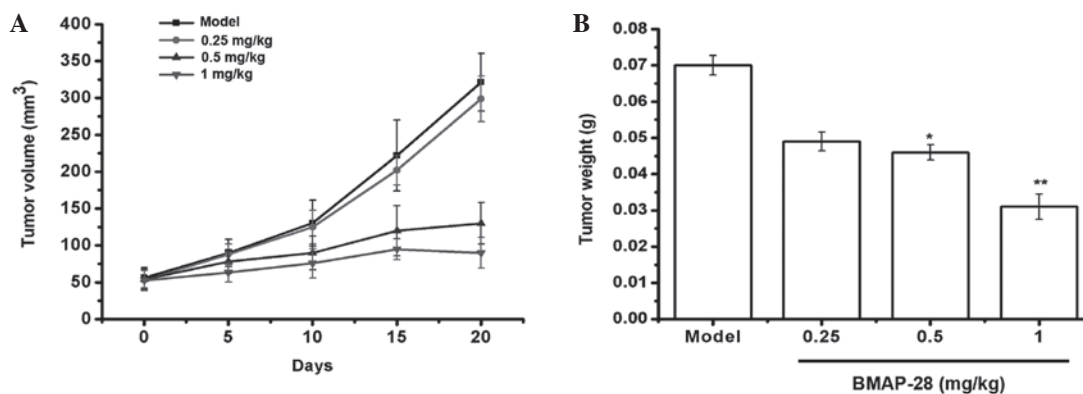 A
Tumor volume (mm3)
400
350
300
250
200
150
100
50
0
0 5 10 15 20
Days
Model
0.25 mg/kg
0.5 mg/kg
1 mg/kg
B
Tumor weight (g)
0.08
0.07
0.06
0.05
0.04
0.03
0.02
0.01
0.00
*
**
Model 0.25 0.5 1
BMAP-28 (mg/kg)